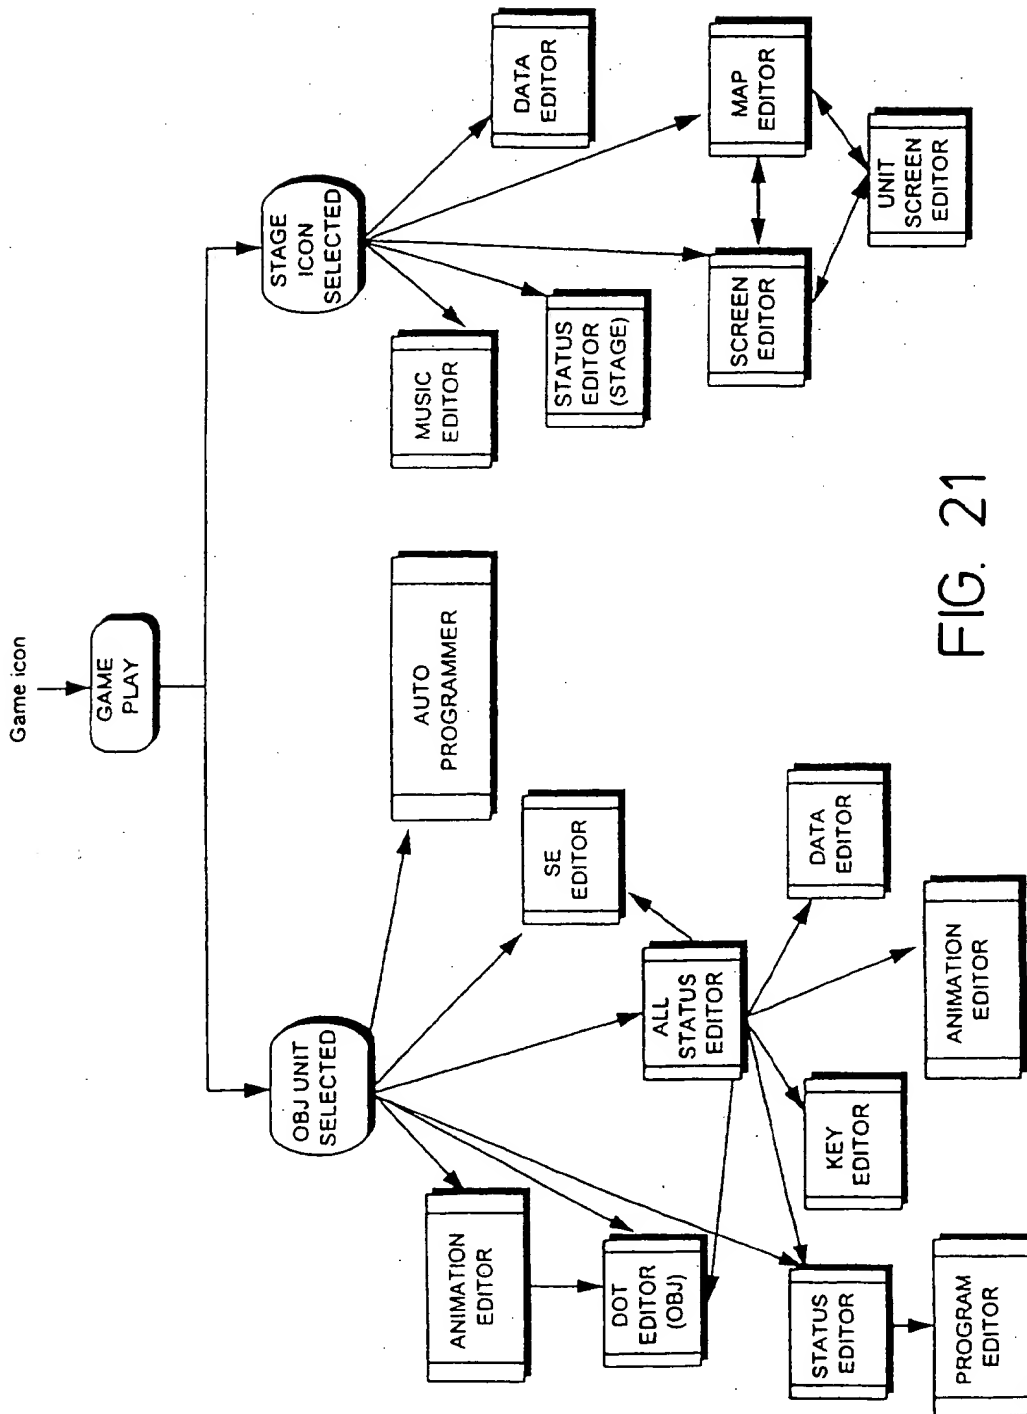 Game icon
GAME
PLAY
OBJ UNIT
SELECTED
STAGE
ICON
SELECTED
ANIMATION
EDITOR
AUTO
PROGRAMMER
MUSIC
EDITOR
DATA
EDITOR
DOT
EDITOR
(OBJ)
SE
EDITOR
STATUS
EDITOR
(STAGE)
ALL
STATUS
EDITOR
SCREEN
EDITOR
MAP
EDITOR
STATUS
EDITOR
KEY
EDITOR
DATA
EDITOR
UNIT
SCREEN
EDITOR
PROGRAM
EDITOR
ANIMATION
EDITOR
FIG. 21